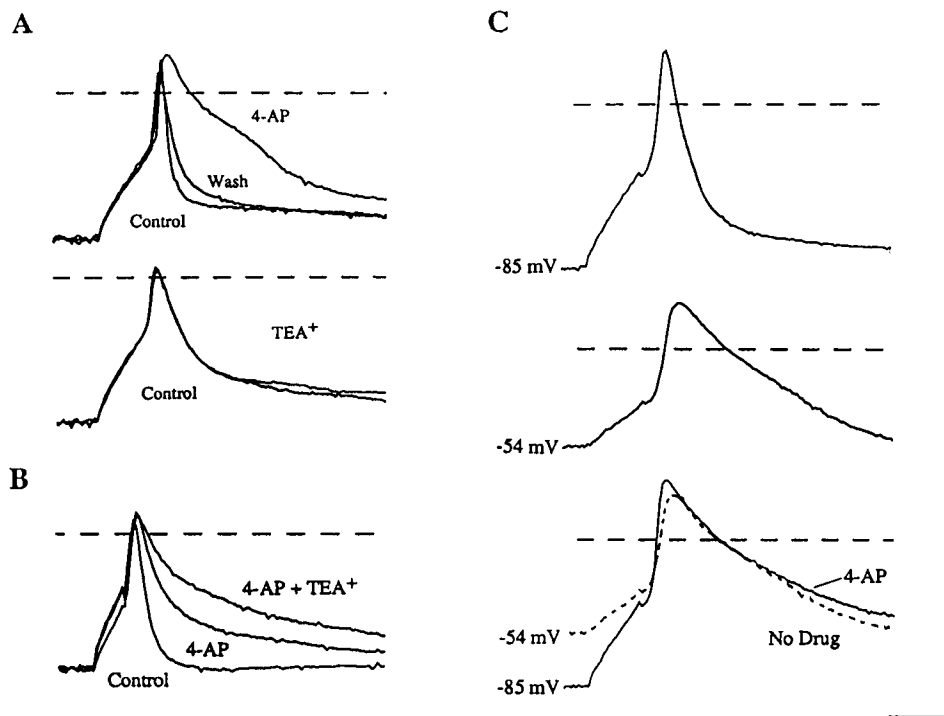 A
4-AP
Wash
Control
TEA+
Control
B
4-AP + TEA+
4-AP
Control
C
-85 mV
-54 mV
4-AP
-54 mV
No Drug
-85 mV